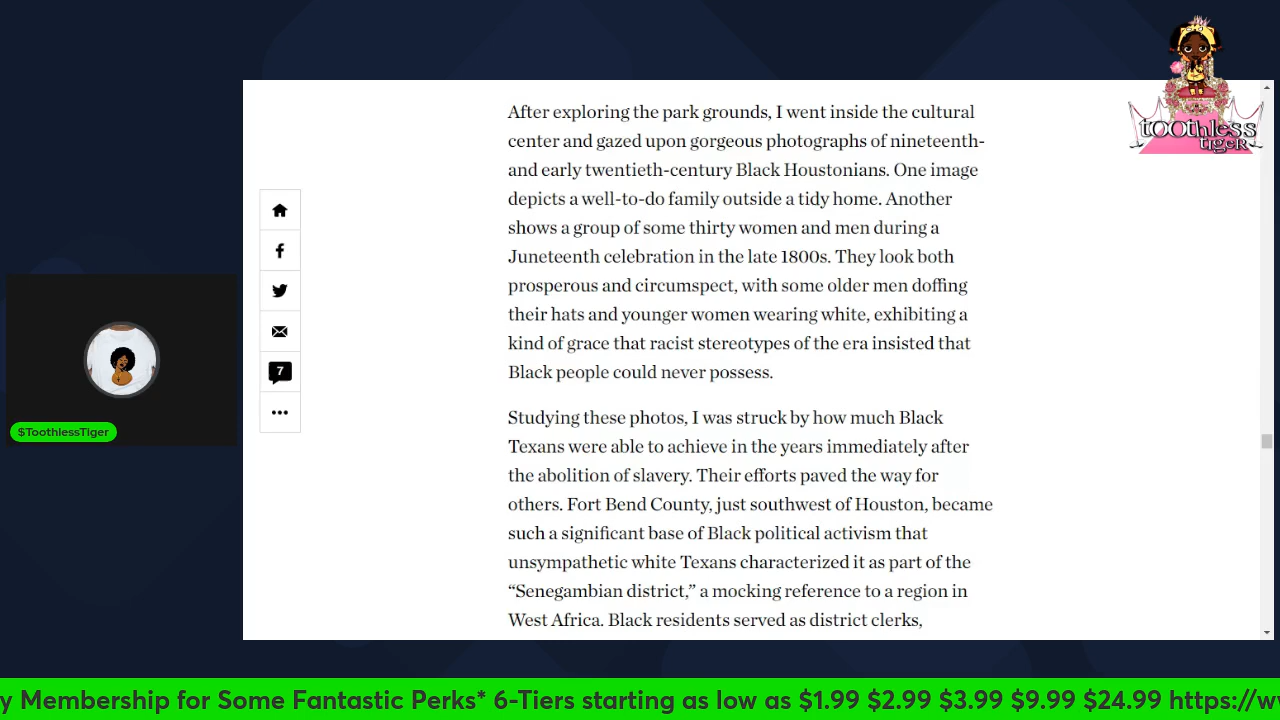 toothless
tigeR
After exploring the park grounds, I went inside the cultural
center and gazed upon gorgeous photographs of nineteenth-
and early twentieth-century Black Houstonians. One image
depicts a well-to-do family outside a tidy home. Another
shows a group of some thirty women and men during a
Juneteenth celebration in the late 1800s. They look both
prosperous and circumspect, with some older men doffing
their hats and younger women wearing white, exhibiting a
kind of grace that racist stereotypes of the era insisted that
Black people could never possess.
7
Studying these photos, I was struck by how much Black
Texans were able to achieve in the years immediately after
the abolition of slavery. Their efforts paved the way for
others. Fort Bend County, just southwest of Houston, became
such a significant base of Black political activism that
unsympathetic white Texans characterized it as part of the
“Senegambian district,” a mocking reference to a region in
West Africa. Black residents served as district clerks,
$ToothlessTiger
y Membership for Some Fantastic Perks* 6-Tiers starting as low as $1.99 $2.99 $3.99 $9.99 $24.99 https://w